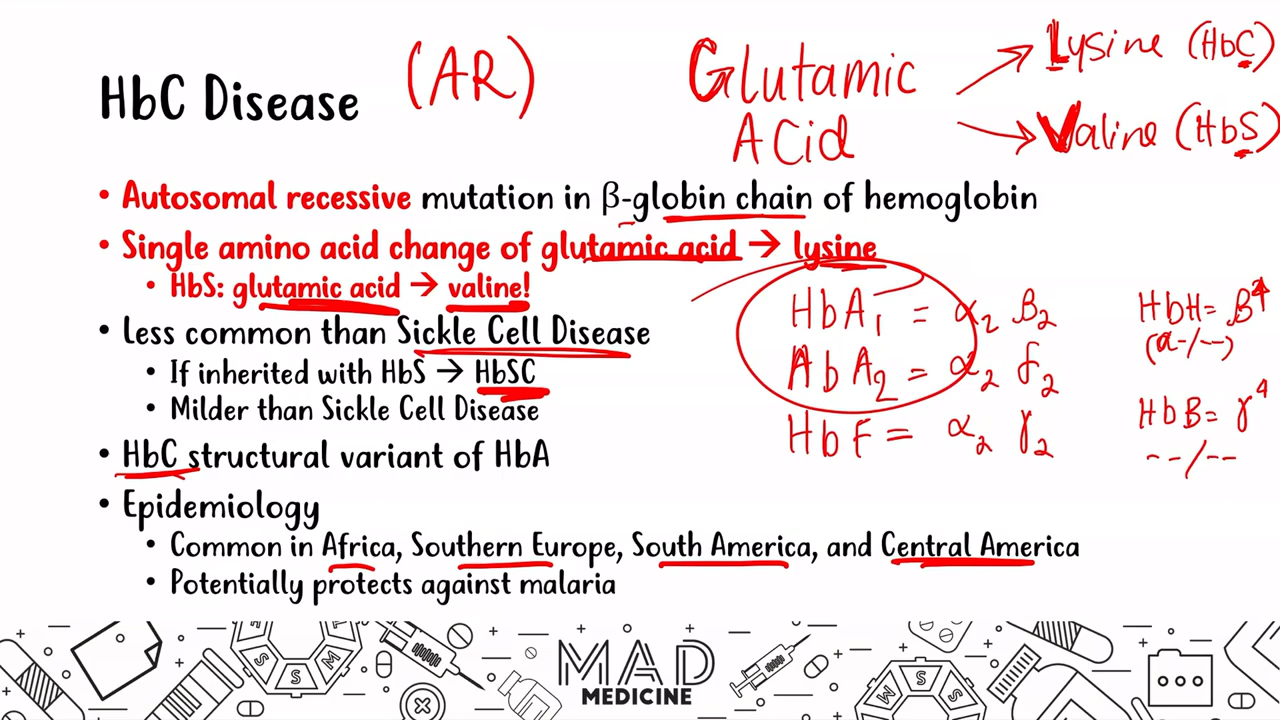 HbC Disease
(AR)
Glutamic
ACid
Lysine (HbC)
Valine (HbS)
• Autosomal recessive mutation in β-globin chain of hemoglobin
• Single amino acid change of glutamic acid → lysine
• HbS: glutamic acid → valine!
• Less common than Sickle Cell Disease
• If inherited with HbS → HbSC
• Milder than Sickle Cell Disease
• HbC structural variant of HbA
• Epidemiology
• Common in Africa, Southern Europe, South America, and Central America
• Potentially protects against malaria
HbA₁ = α₂ β₂
AbA₂ = α₂ δ₂
HbF = α₂ γ₂
HbH = β⁴
(a-/--)
HbB = γ⁴
--/--
S S M
M S S
MAD
MEDICINE